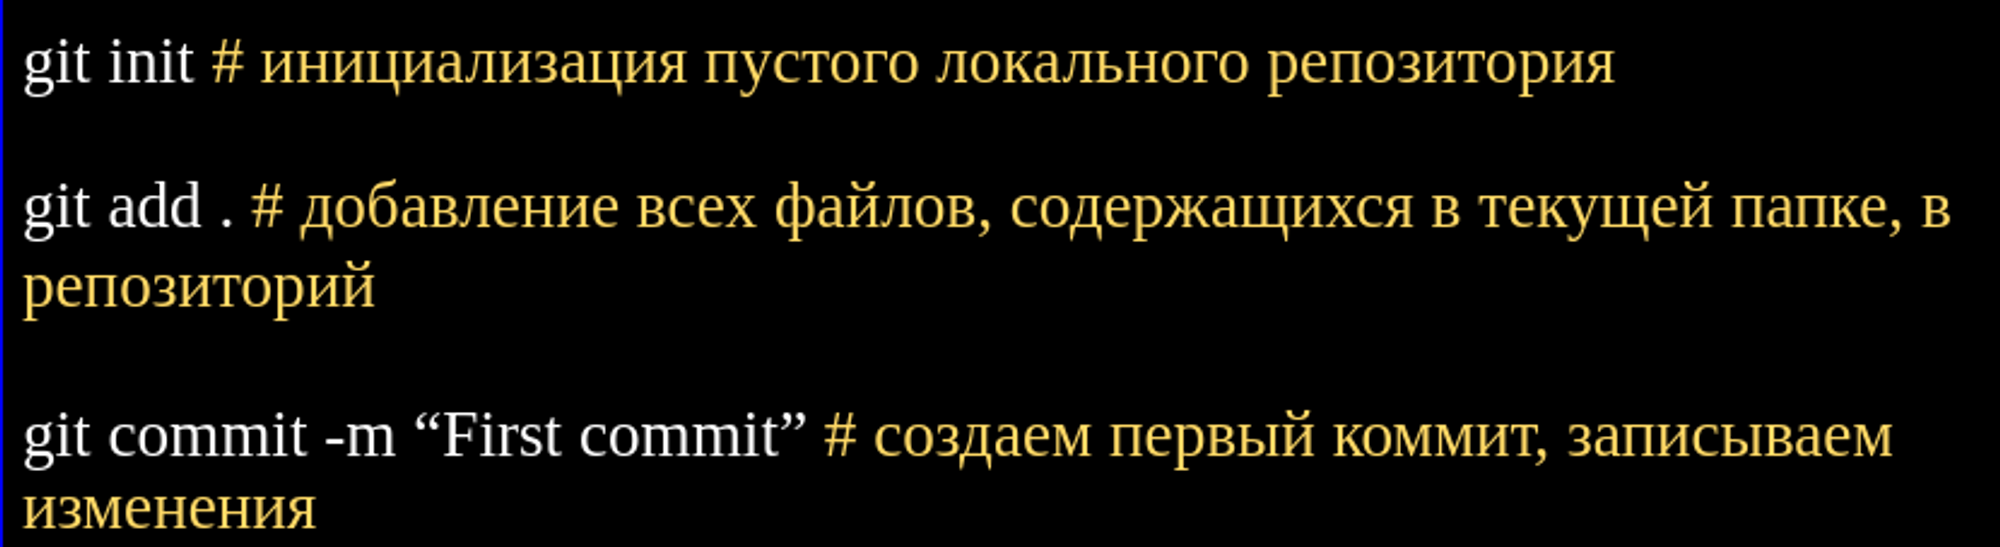 git init # инициализация пустого локального репозитория
git add . # добавление всех файлов, содержащихся в текущей папке, в
репозиторий
git commit -m “First commit” # создаем первый коммит, записываем
изменения